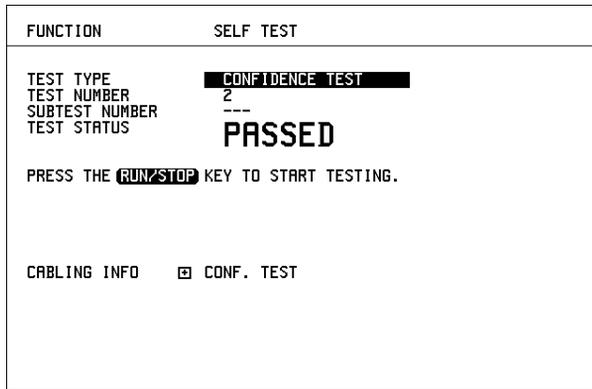 FUNCTION SELF TEST
TEST TYPE CONFIDENCE TEST
TEST NUMBER 2
SUBTEST NUMBER ---
TEST STATUS PASSED
PRESS THE RUN/STOP KEY TO START TESTING.
CABLING INFO + CONF. TEST